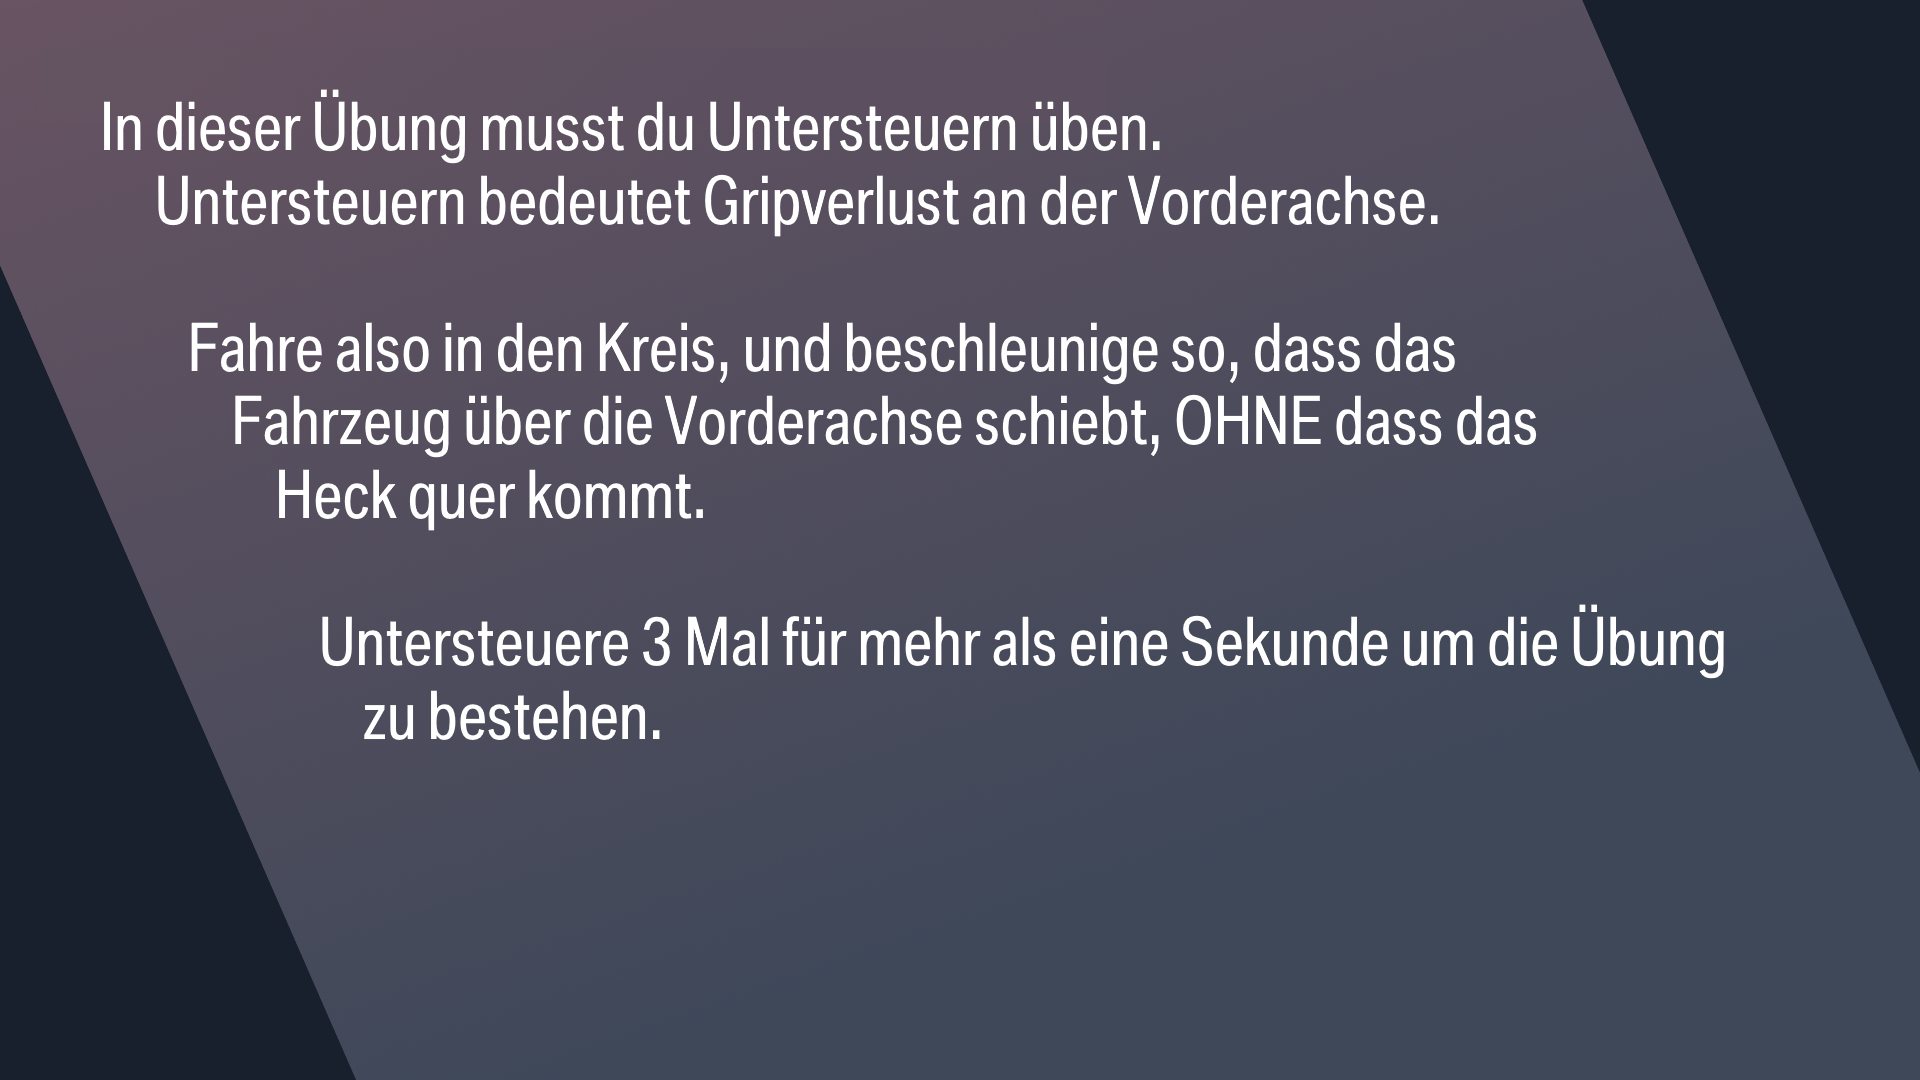 In dieser Übung musst du Untersteuern üben.
Untersteuern bedeutet Gripverlust an der Vorderachse.
Fahre also in den Kreis, und beschleunige so, dass das
Fahrzeug über die Vorderachse schiebt, OHNE dass das
Heck quer kommt.
Untersteuere 3 Mal für mehr als eine Sekunde um die Übung
zu bestehen.